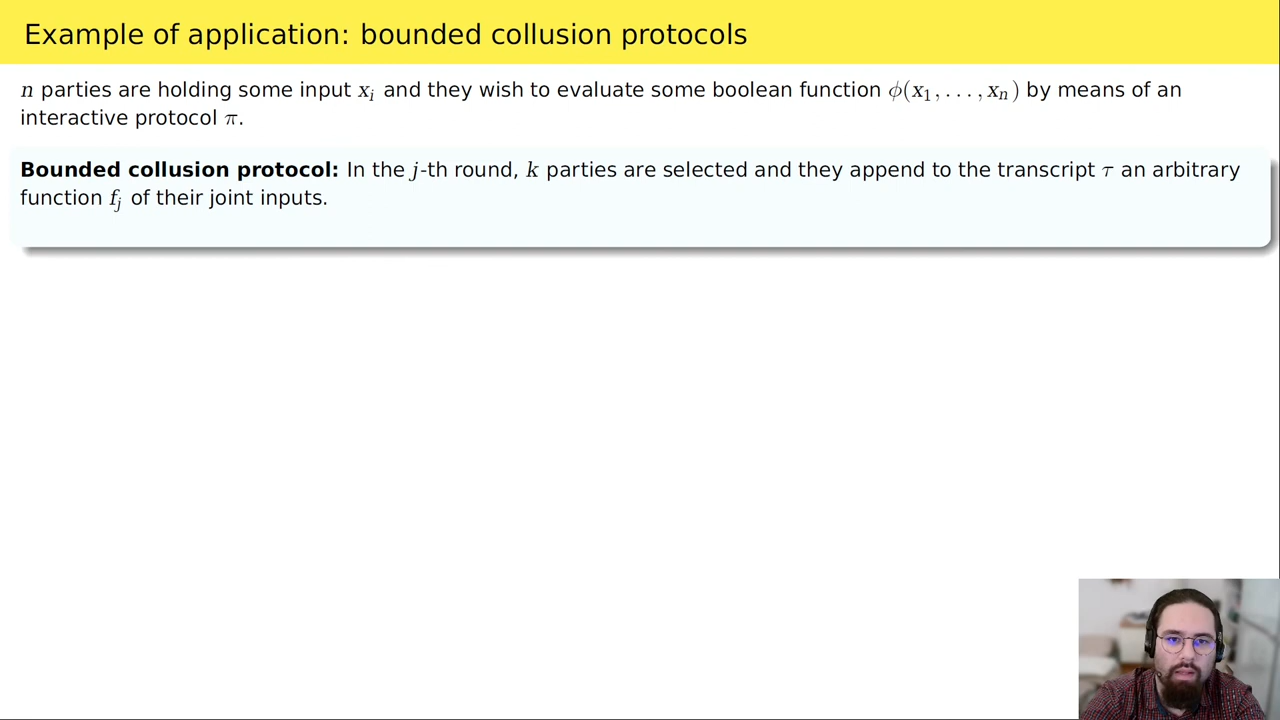 Example of application: bounded collusion protocols
n parties are holding some input xᵢ and they wish to evaluate some boolean function ϕ(x₁, . . . , xₙ) by means of an
interactive protocol π.
Bounded collusion protocol: In the j-th round, k parties are selected and they append to the transcript τ an arbitrary
function fⱼ of their joint inputs.